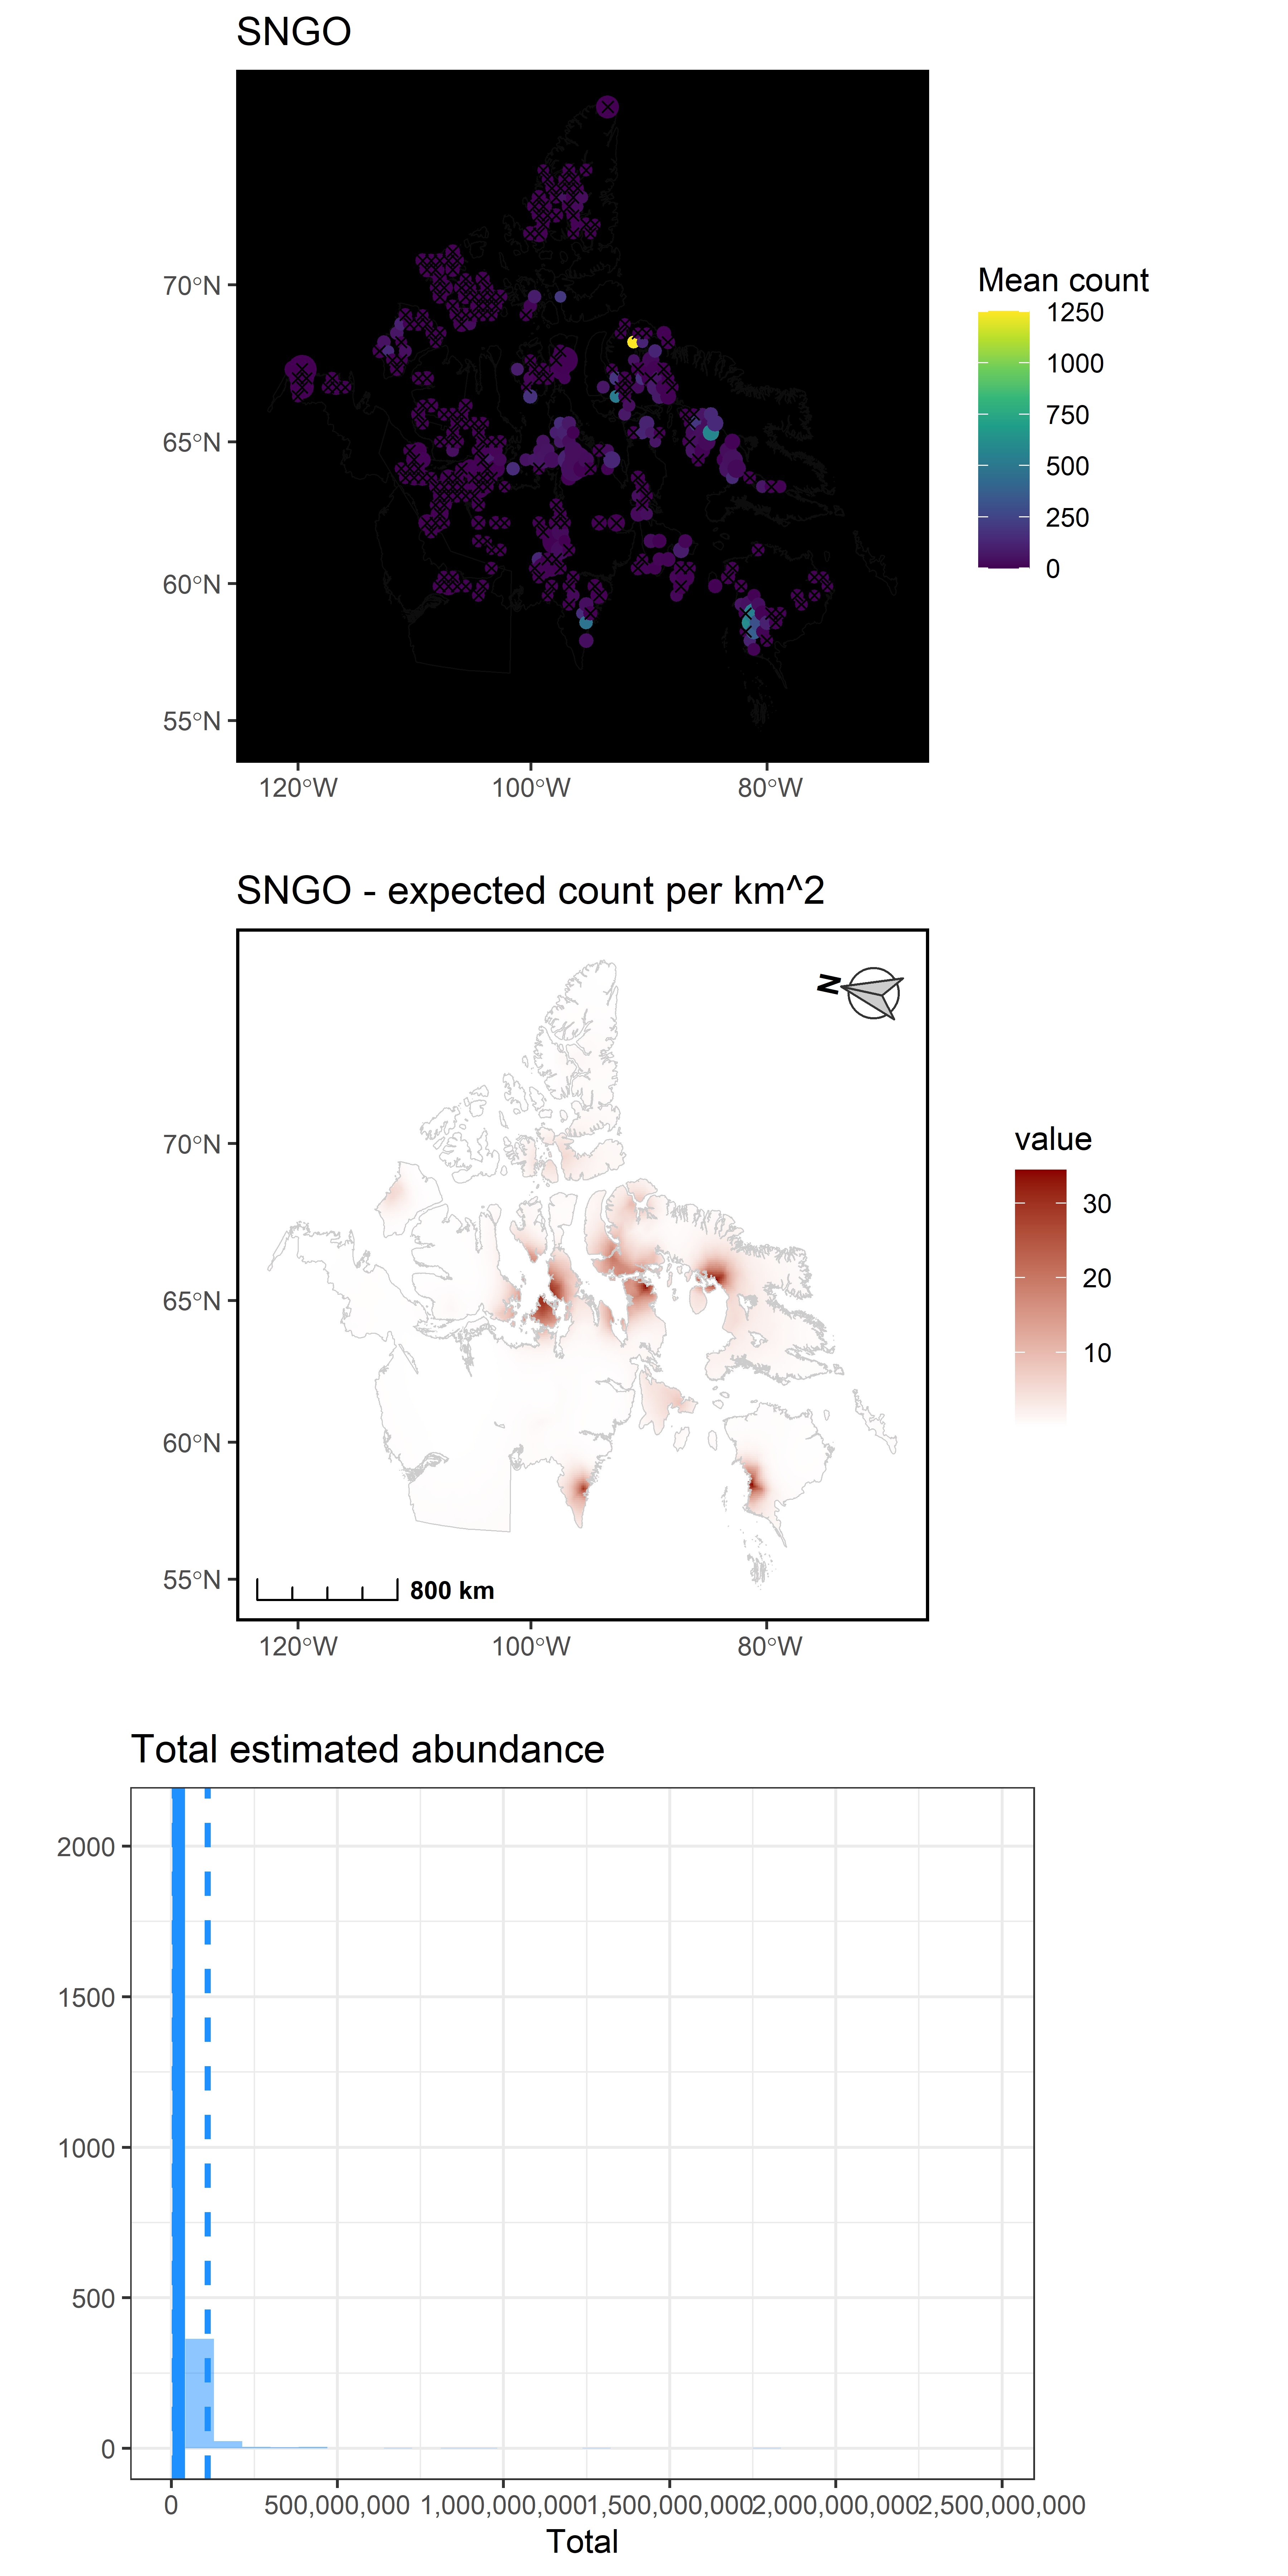 SNGO
70°N
65°N
60°N
55°N
120°W
100°W
80°W
Mean count
1250
1000
750
500
250
0
SNGO - expected count per km^2
N
70°N
65°N
60°N
55°N
800 km
120°W
100°W
80°W
value
30
20
10
Total estimated abundance
2000
1500
1000
500
0
0
500,000,000
1,000,000,000
1,500,000,000
2,000,000,000
2,500,000,000
Total